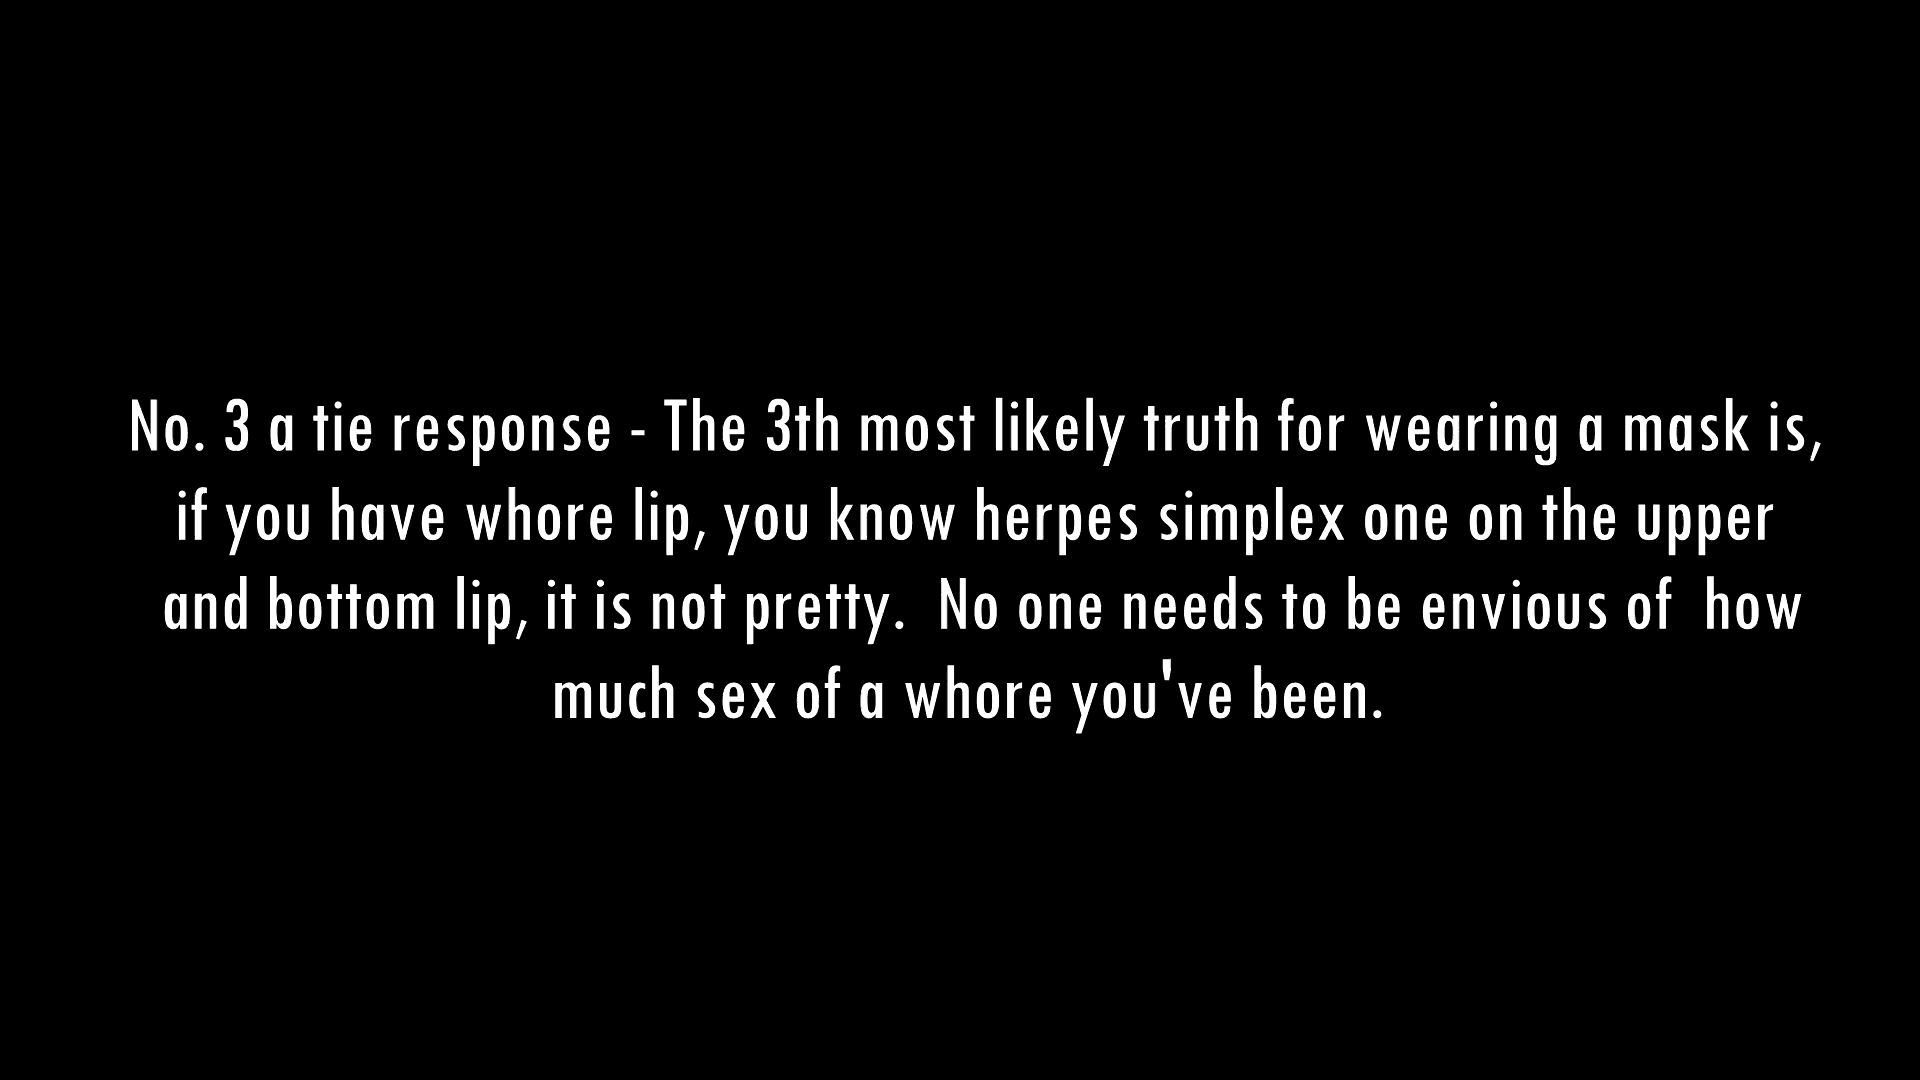 No. 3 a tie response - The 3th most likely truth for wearing a mask is,
if you have whore lip, you know herpes simplex one on the upper
and bottom lip, it is not pretty.  No one needs to be envious of  how
much sex of a whore you've been.